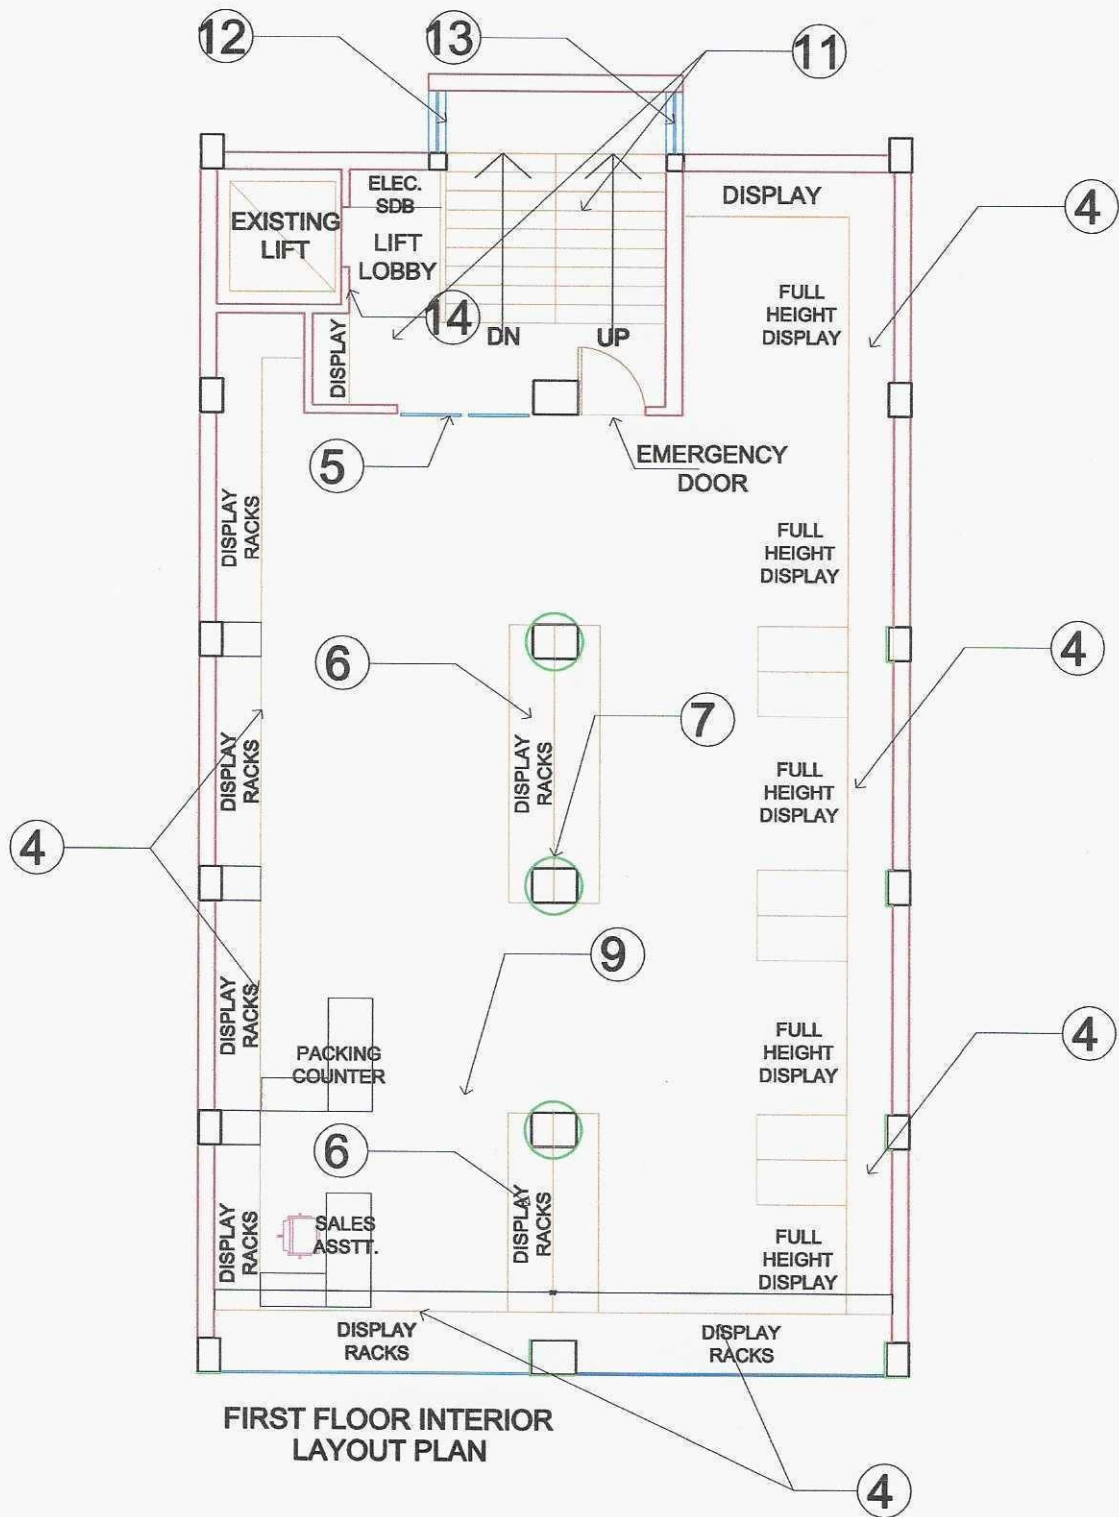 12
13
11
ELEC.
SDB
DISPLAY
4
EXISTING
LIFT
LIFT
LOBBY
FULL
HEIGHT
DISPLAY
14
DN
UP
DISPLAY
5
EMERGENCY
DOOR
DISPLAY
RACKS
FULL
HEIGHT
DISPLAY
6
4
7
DISPLAY
RACKS
DISPLAY
RACKS
FULL
HEIGHT
DISPLAY
4
9
DISPLAY
RACKS
PACKING
COUNTER
FULL
HEIGHT
DISPLAY
4
6
DISPLAY
RACKS
SALES
ASSTT.
DISPLAY
RACKS
FULL
HEIGHT
DISPLAY
DISPLAY
RACKS
DISPLAY
RACKS
FIRST FLOOR INTERIOR
LAYOUT PLAN
4